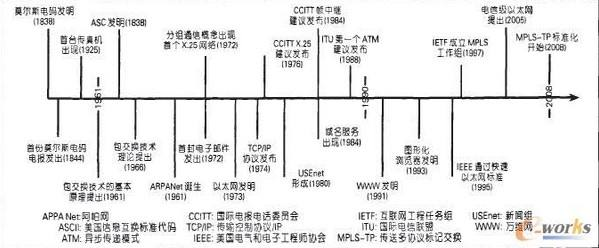 莫尔斯电码发明
(1838)
首台传真机
出现(1925)
ASC 发明(1838)
分组通信概念出现
首个 X.25 网络(1972)
CCITT X.25
建议发布
(1976)
CCITT 帧中继
建议发布(1984)
ITU 第一个 ATM
建议发布
(1988)
IETF 成立 MPLS
工作组(1997)
电信级以太网
提出(2005)
MPLS-TP 标准化
开始(2008)
1961
1990
2008
首份莫尔斯电码
电报发出(1844)
包交换技术的基本
原理提出(1961)
包交换技术
理论提出
(1966)
ARPANet 诞生
(1961)
首封电子邮件
发出(1972)
以太网发明
(1973)
TCP/IP
协议发布
(1974)
USEnet
形成(1980)
域名服务
出现(1984)
WWW 发明
(1991)
图形化
浏览器发明
(1993)
IEEE 通过快速
以太网标准
(1995)
APPA Net: 阿帕网
CCITT: 国际电报电话委员会
IETF: 互联网工程任务组
USEnet: 新闻组
ASCII: 美国信息互换标准代码
TCP/IP: 传输控制协议/IP
ITU: 国际电信联盟
WWW: 万维网
ATM: 异步传递模式
IEEE: 美国电气和电子工程师协会
MPLS-TP: 传送多协议标记交换
e-works